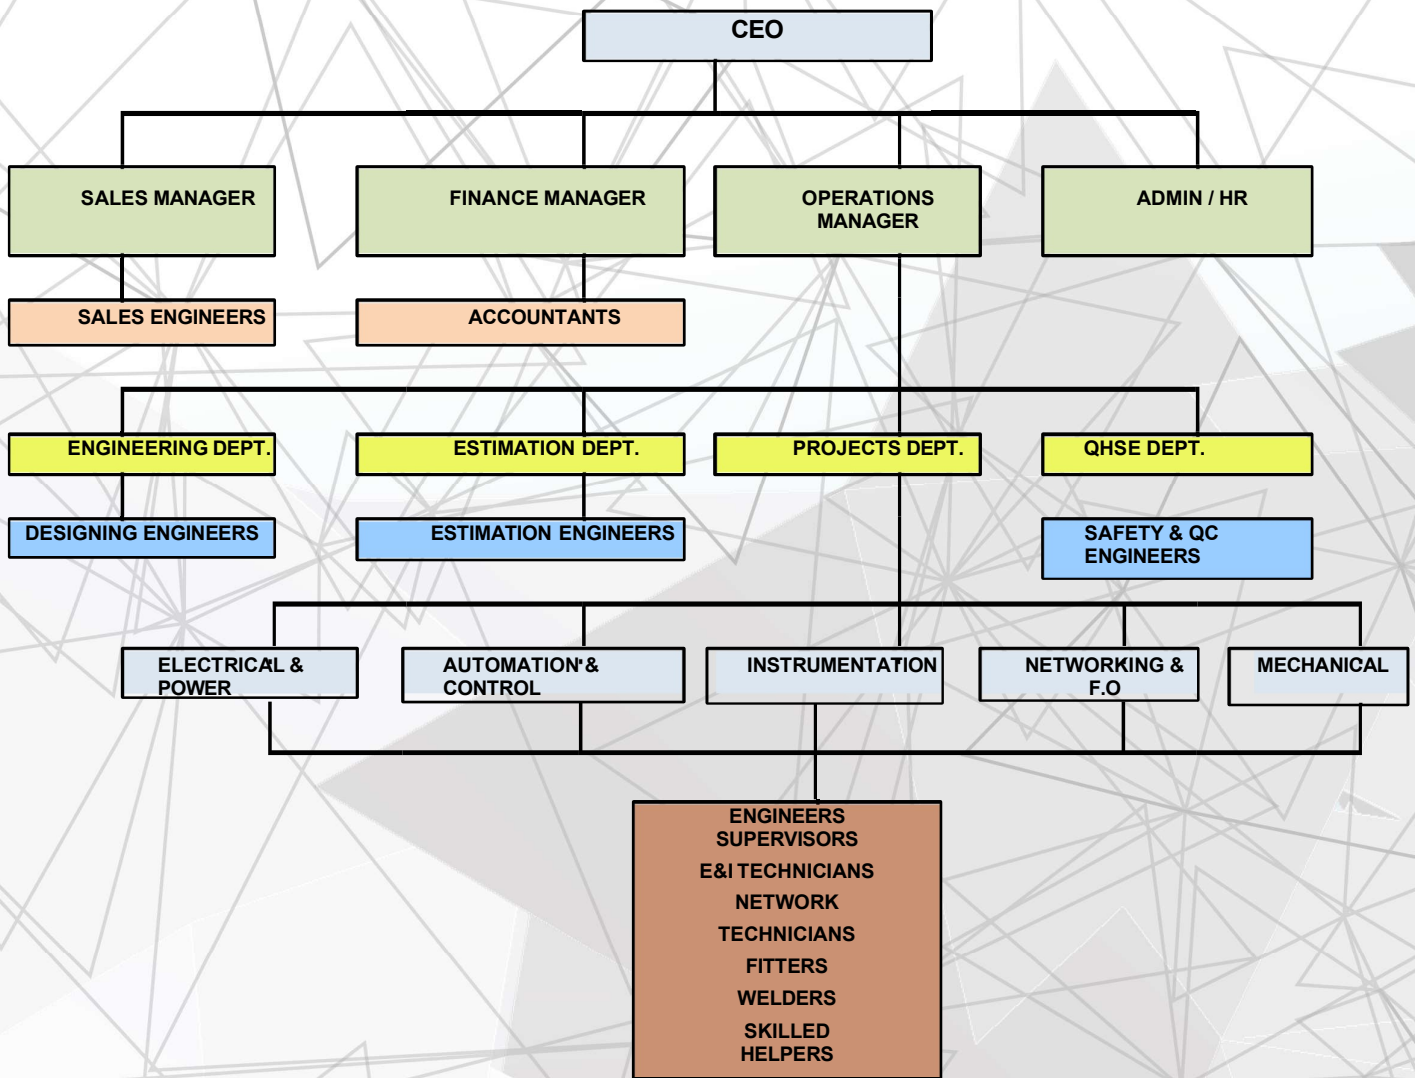 CEO
SALES MANAGER
FINANCE MANAGER
OPERATIONS
MANAGER
ADMIN / HR
SALES ENGINEERS
ACCOUNTANTS
ENGINEERING DEPT.
ESTIMATION DEPT.
PROJECTS DEPT.
QHSE DEPT.
DESIGNING ENGINEERS
ESTIMATION ENGINEERS
SAFETY & QC
ENGINEERS
ELECTRICAL &
POWER
AUTOMATION &
CONTROL
INSTRUMENTATION
NETWORKING &
F.O
MECHANICAL
ENGINEERS
SUPERVISORS
E&I TECHNICIANS
NETWORK
TECHNICIANS
FITTERS
WELDERS
SKILLED
HELPERS